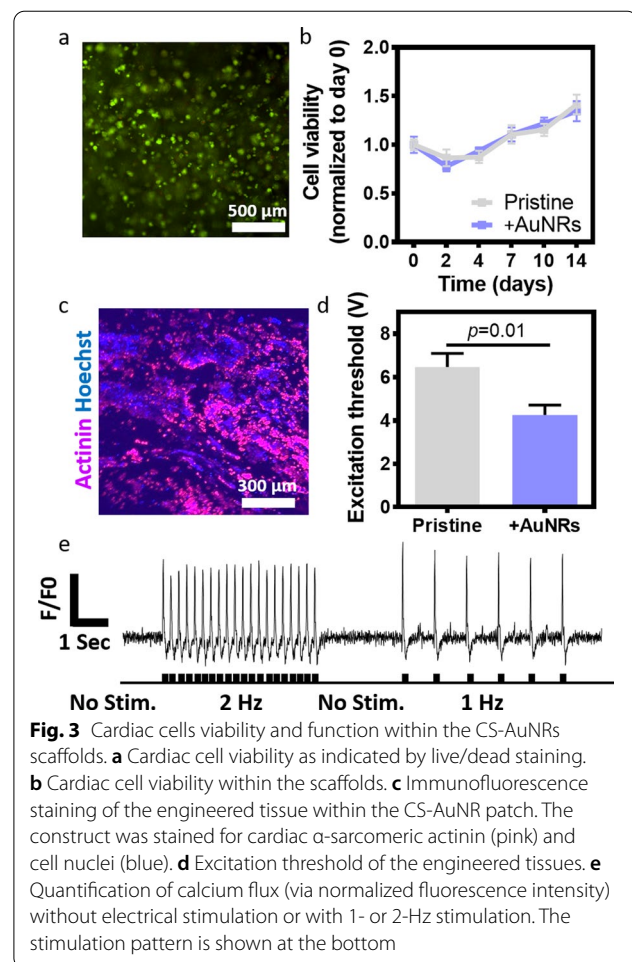 a
500 µm
b
Cell viability
(normalized to day 0)
2.0
1.5
1.0
0.5
0.0
Pristine
+AuNRs
0 2 4 7 10 14
Time (days)
c
Actinin Hoechst
300 µm
d
Excitation threshold (V)
8
6
4
2
0
p=0.01
Pristine +AuNRs
e
F/F0
1 Sec
No Stim. 2 Hz No Stim. 1 Hz
Fig. 3 Cardiac cells viability and function within the CS-AuNRs
scaffolds. a Cardiac cell viability as indicated by live/dead staining.
b Cardiac cell viability within the scaffolds. c Immunofluorescence
staining of the engineered tissue within the CS-AuNR patch. The
construct was stained for cardiac α-sarcomeric actinin (pink) and
cell nuclei (blue). d Excitation threshold of the engineered tissues. e
Quantification of calcium flux (via normalized fluorescence intensity)
without electrical stimulation or with 1- or 2-Hz stimulation. The
stimulation pattern is shown at the bottom